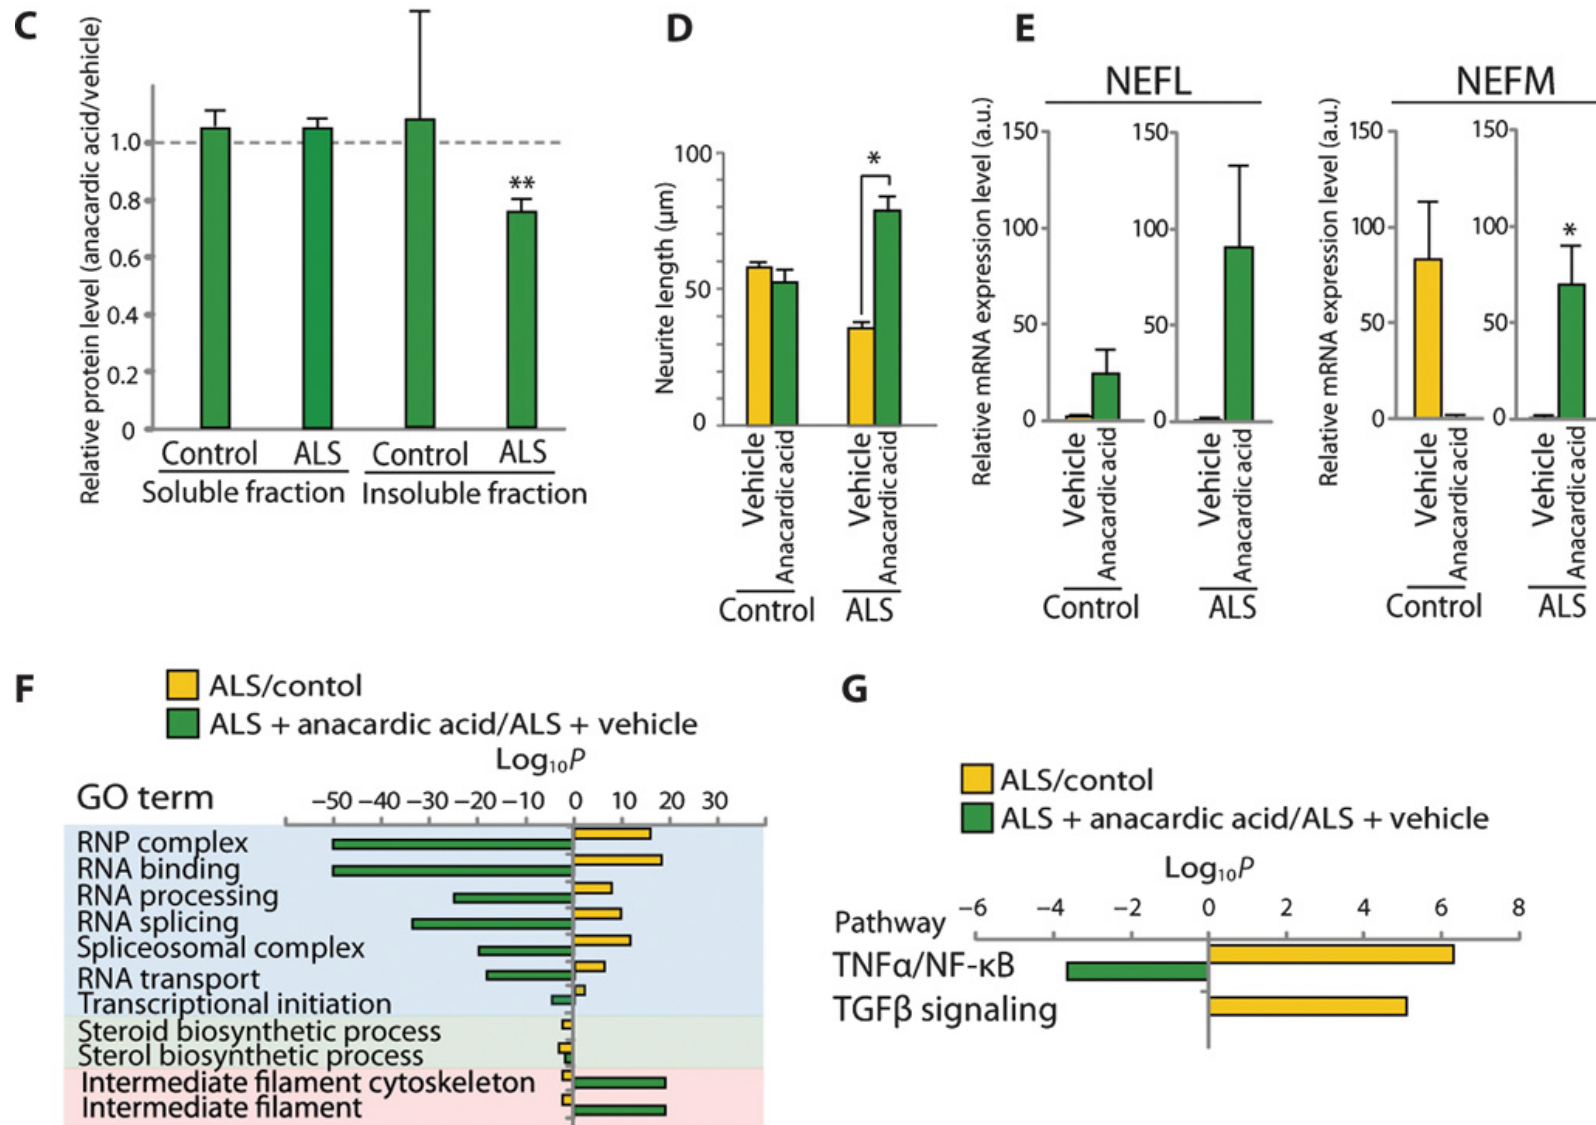 C
Relative protein level (anacardic acid/vehicle)
1.0
0.8
0.6
0.4
0.2
0
**
Control
ALS
Control
ALS
Soluble fraction
Insoluble fraction
D
Neurite length (µm)
100
50
0
*
Vehicle
Anacardic acid
Vehicle
Anacardic acid
Control
ALS
E
NEFL
Relative mRNA expression level (a.u.)
150
100
50
0
150
100
50
0
Vehicle
Anacardic acid
Vehicle
Anacardic acid
Control
ALS
NEFM
Relative mRNA expression level (a.u.)
150
100
50
0
150
100
50
0
*
Vehicle
Anacardic acid
Vehicle
Anacardic acid
Control
ALS
F
ALS/contol
ALS + anacardic acid/ALS + vehicle
Log₁₀P
GO term
−50 −40 −30 −20 −10 0 10 20 30
RNP complex
RNA binding
RNA processing
RNA splicing
Spliceosomal complex
RNA transport
Transcriptional initiation
Steroid biosynthetic process
Sterol biosynthetic process
Intermediate filament cytoskeleton
Intermediate filament
G
ALS/contol
ALS + anacardic acid/ALS + vehicle
Log₁₀P
Pathway
−6 −4 −2 0 2 4 6 8
TNFα/NF-κB
TGFβ signaling